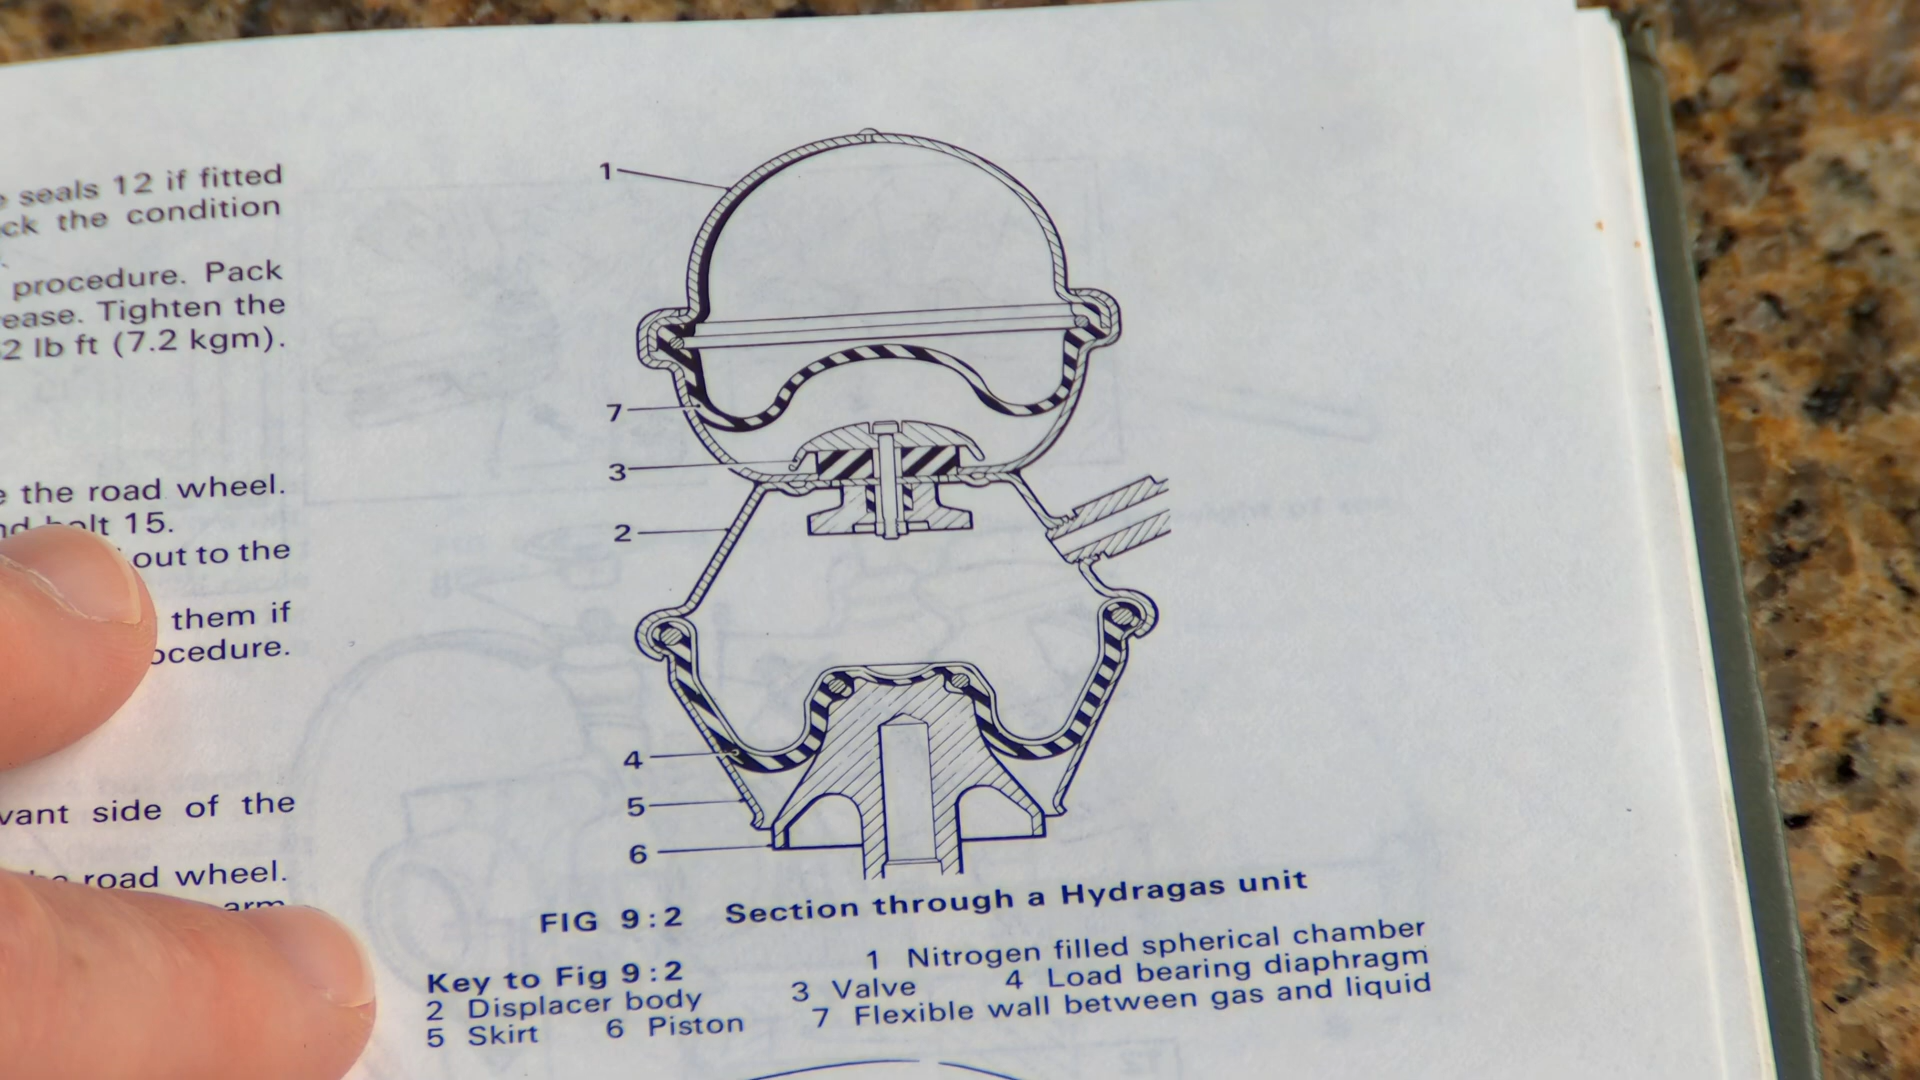 seals 12 if fitted
ck the condition
procedure. Pack
ease. Tighten the
2 lb ft (7.2 kgm).
the road wheel.
bolt 15.
out to the
them if
ocedure.
vant side of the
road wheel.
arm
1
7
3
2
4
5
6
FIG 9:2 Section through a Hydragas unit
Key to Fig 9:2 1 Nitrogen filled spherical chamber
2 Displacer body 3 Valve 4 Load bearing diaphragm
5 Skirt 6 Piston 7 Flexible wall between gas and liquid